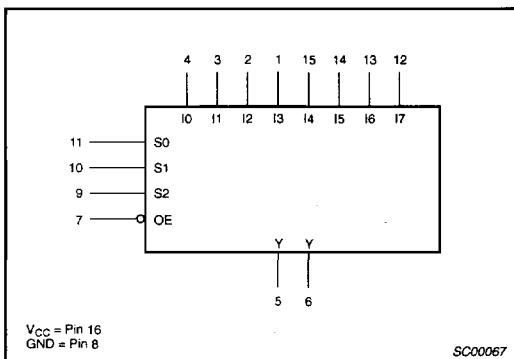 4 3 2 1 15 14 13 12
I0 I1 I2 I3 I4 I5 I6 I7
11 S0
10 S1
9 S2
7 OE
Y Y
5 6
VCC = Pin 16
GND = Pin 8
SC00067